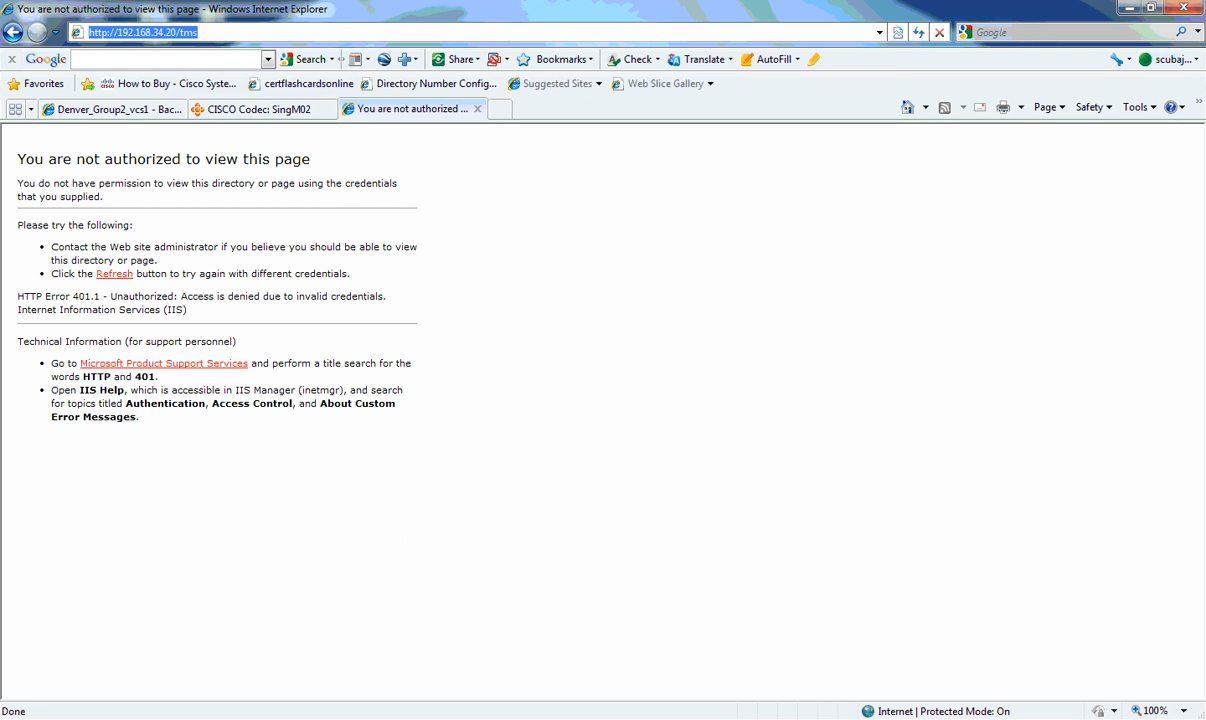 You are not authorized to view this page - Windows Internet Explorer
http://192.168.34.20/tms
Google
Google Search Share Bookmarks Check Translate AutoFill scubaj...
Favorites How to Buy - Cisco Syste... certflashcardsonline Directory Number Config... Suggested Sites Web Slice Gallery
Denver_Group2_vcs1 - Bac... CISCO Codec: SingM02 You are not authorized ... Page Safety Tools
You are not authorized to view this page
You do not have permission to view this directory or page using the credentials
that you supplied.
Please try the following:
• Contact the Web site administrator if you believe you should be able to view
this directory or page.
• Click the Refresh button to try again with different credentials.
HTTP Error 401.1 - Unauthorized: Access is denied due to invalid credentials.
Internet Information Services (IIS)
Technical Information (for support personnel)
• Go to Microsoft Product Support Services and perform a title search for the
words HTTP and 401.
• Open IIS Help, which is accessible in IIS Manager (inetmgr), and search
for topics titled Authentication, Access Control, and About Custom
Error Messages.
Done Internet | Protected Mode: On 100%